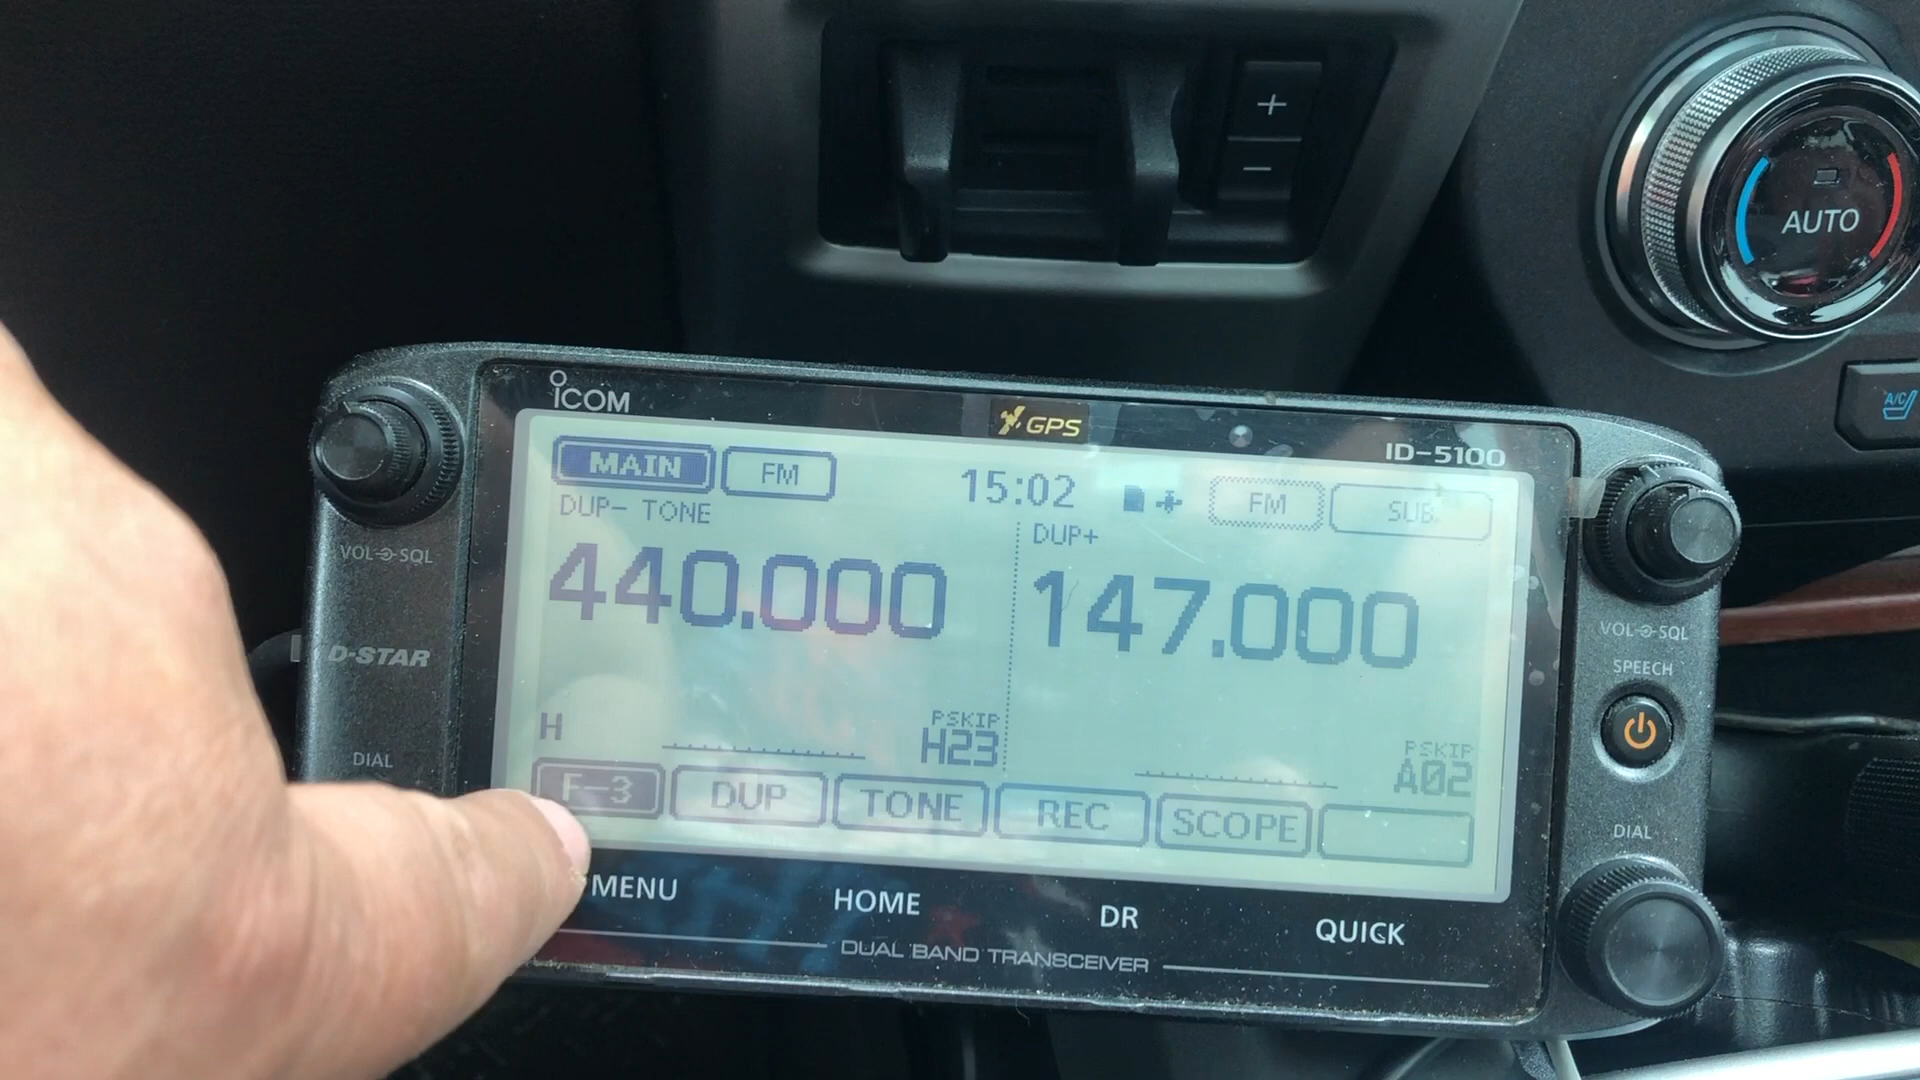 +
−
AUTO
A/C
ICOM
GPS
ID-5100
MAIN FM 15:02 FM SUB
DUP- TONE
DUP+
440.000
147.000
VOL SQL
VOL SQL
SPEECH
D-STAR
H
PSKIP
H23
PSKIP
A02
DIAL
DIAL
F-3 DUP TONE REC SCOPE
MENU HOME DR QUICK
DUAL BAND TRANSCEIVER